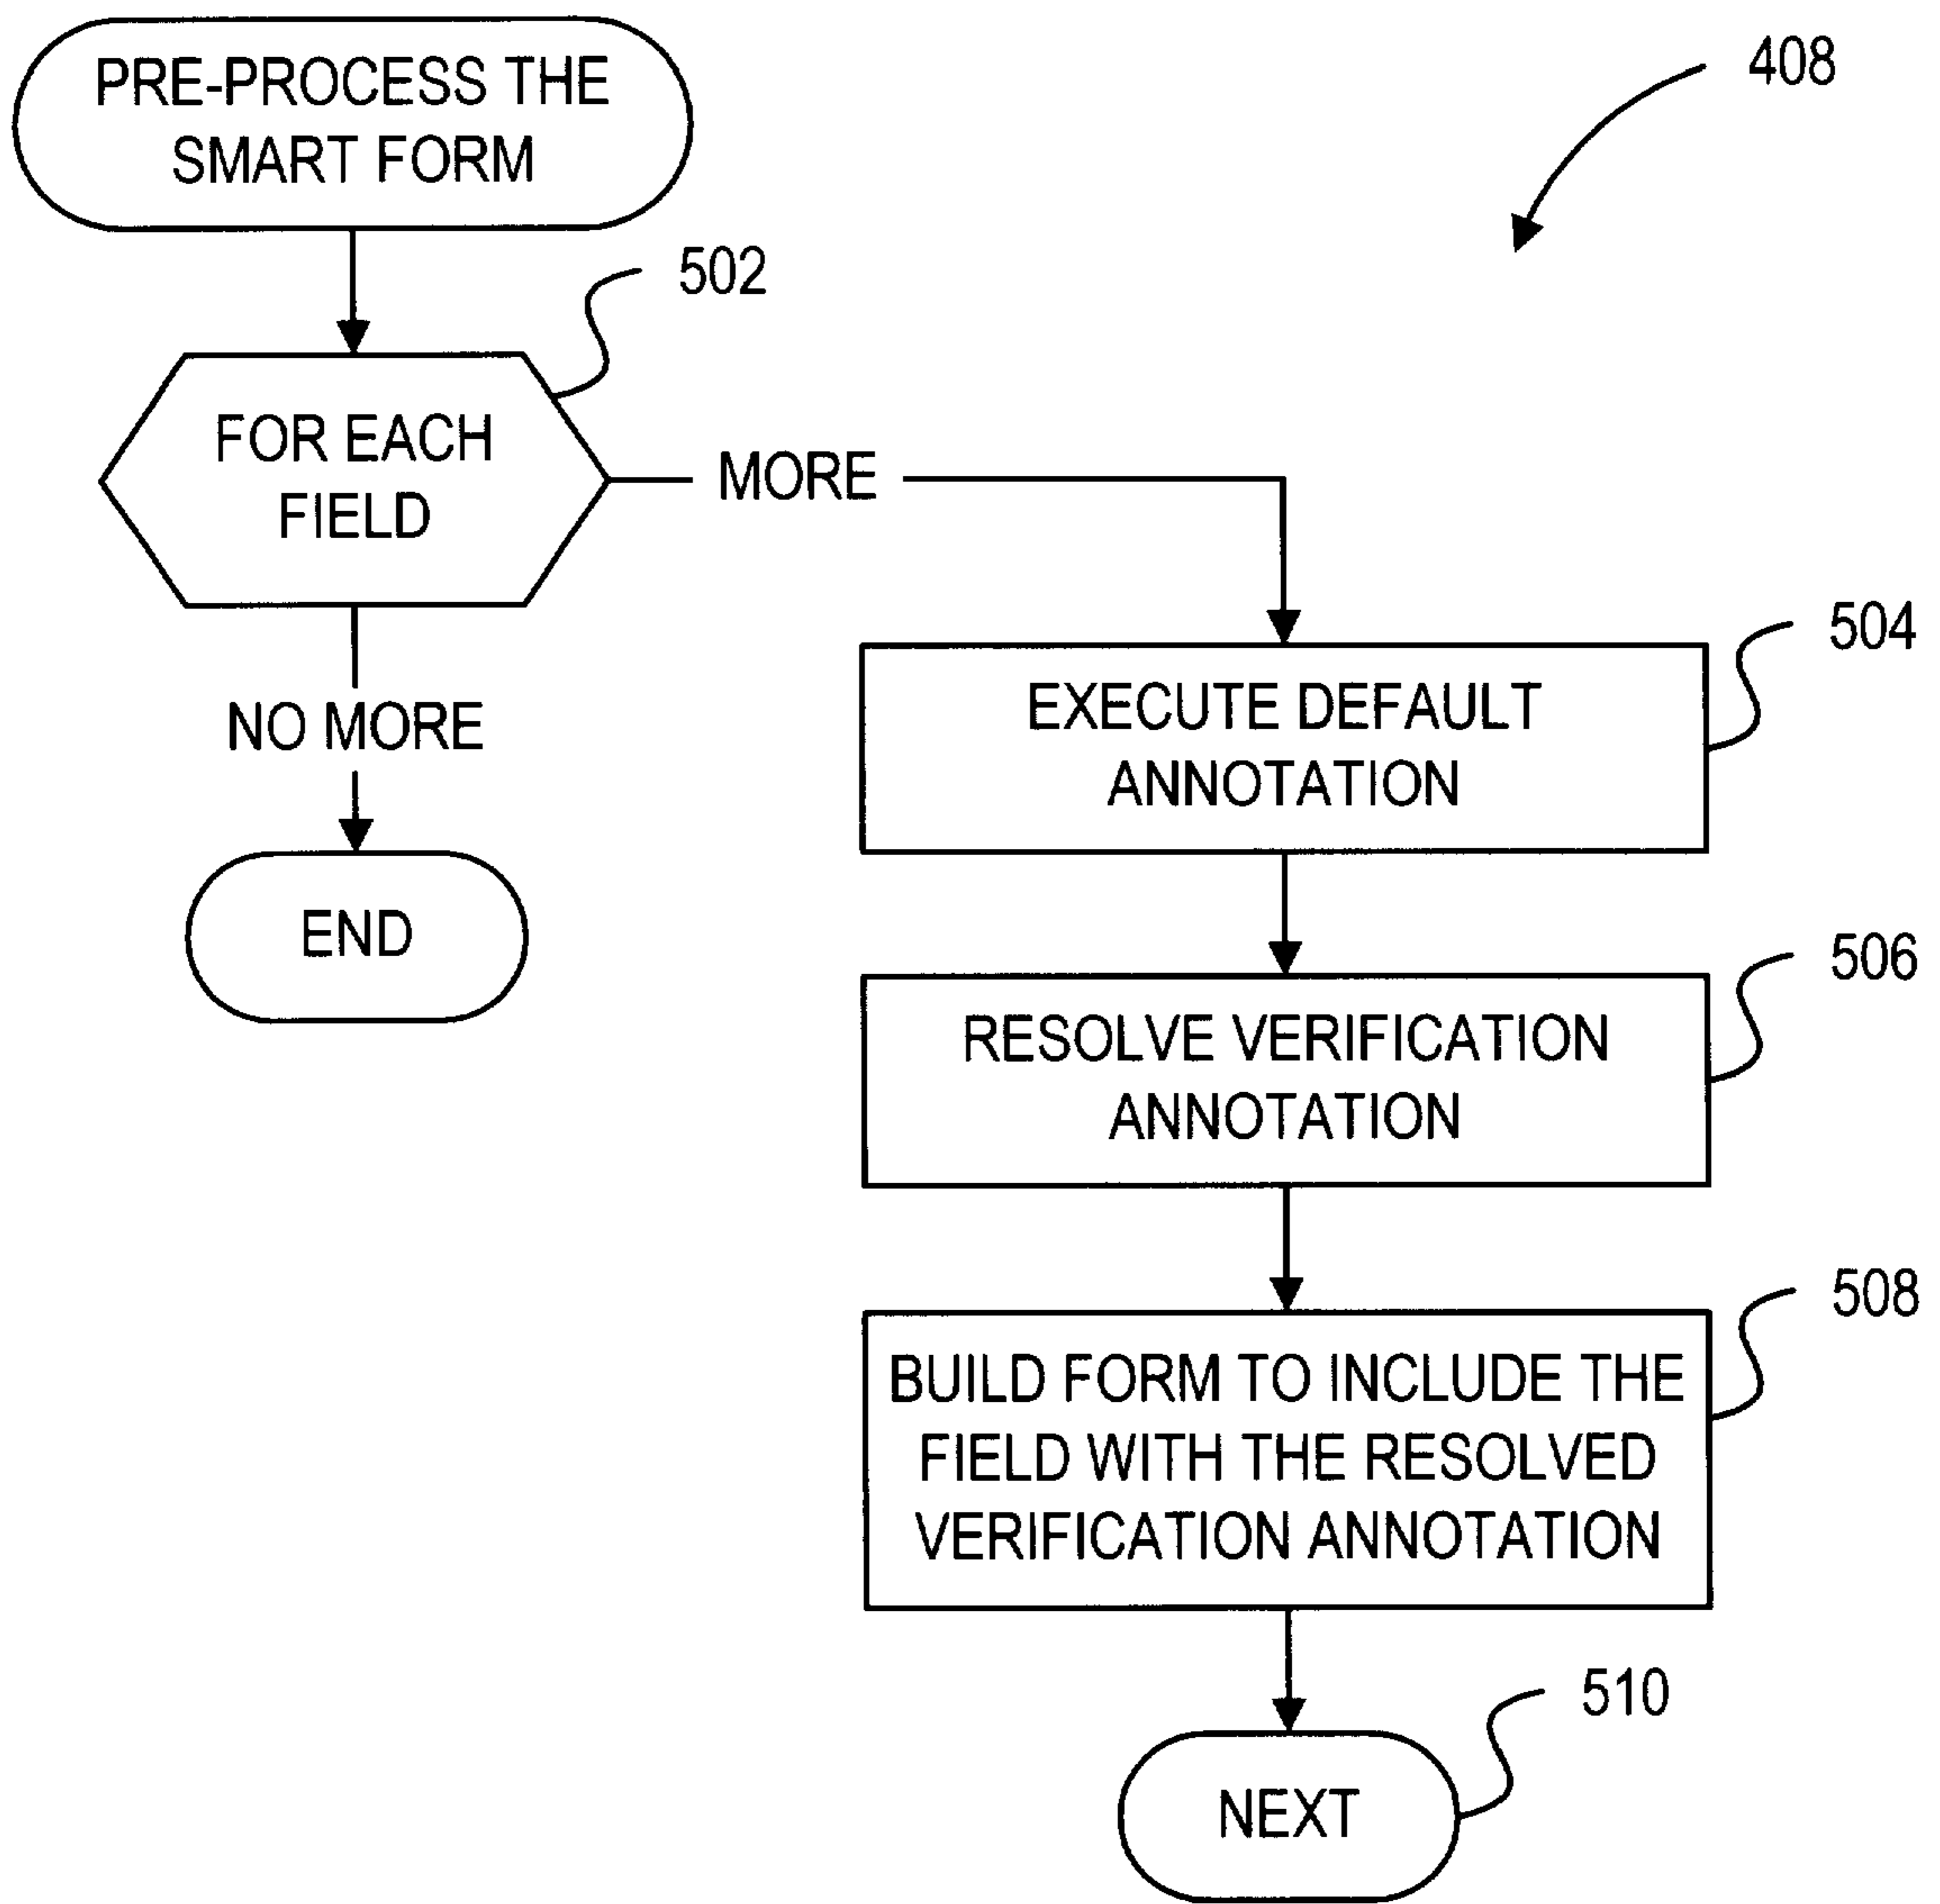 PRE-PROCESS THE
SMART FORM
408
502
FOR EACH
FIELD
MORE
NO MORE
END
504
EXECUTE DEFAULT
ANNOTATION
506
RESOLVE VERIFICATION
ANNOTATION
508
BUILD FORM TO INCLUDE THE
FIELD WITH THE RESOLVED
VERIFICATION ANNOTATION
510
NEXT